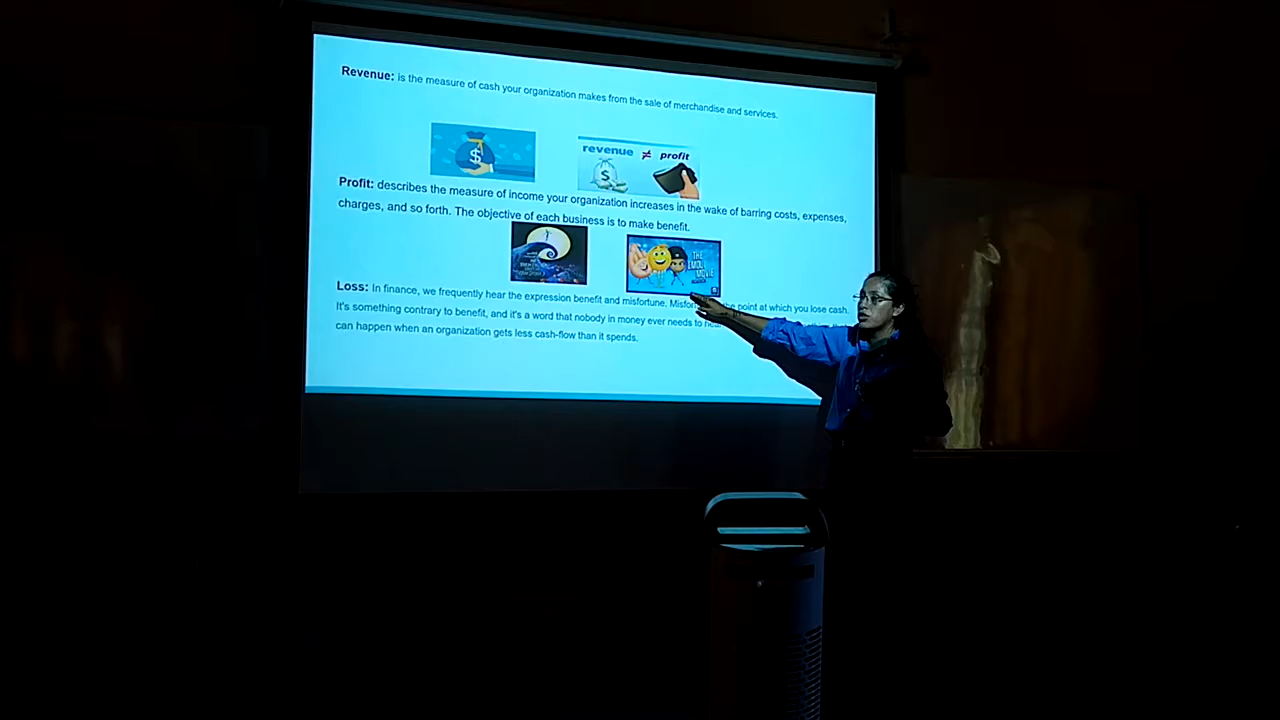 Revenue: is the measure of cash your organization makes from the sale of merchandise and services.
revenue ≠ profit
$
$
Profit: describes the measure of income your organization increases in the wake of barring costs, expenses,
charges, and so forth. The objective of each business is to make benefit.
THE
EMOJI
MOVIE
Loss: In finance, we frequently hear the expression benefit and misfortune. the point at which you lose cash.
It's something contrary to benefit, and it's a word that nobody in money ever needs to
can happen when an organization gets less cash-flow than it spends.